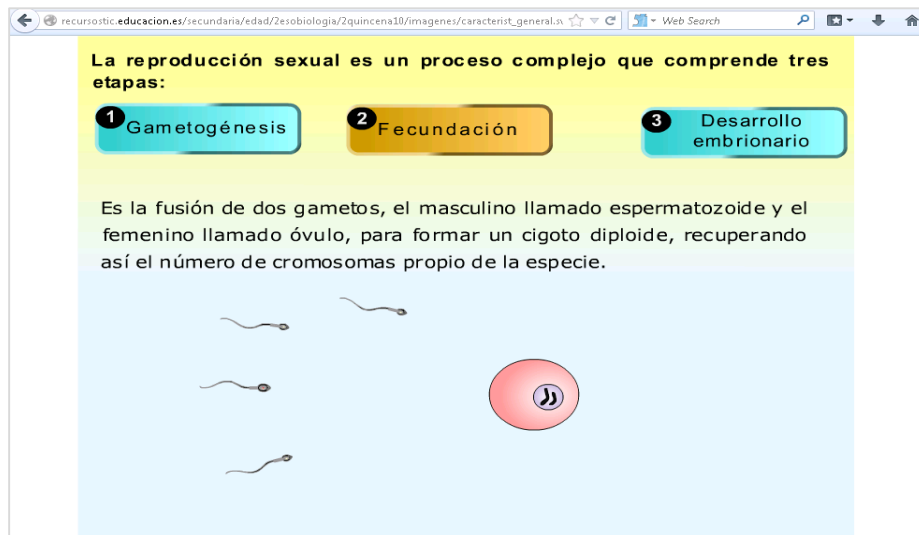 recursostic.educacion.es/secundaria/edad/2esobiologia/2quincena10/imagenes/caracterist_general.s
Web Search
La reproducción sexual es un proceso complejo que comprende tres
etapas:
1 Gametogénesis
2 Fecundación
3 Desarrollo
embrionario
Es la fusión de dos gametos, el masculino llamado espermatozoide y el
femenino llamado óvulo, para formar un cigoto diploide, recuperando
así el número de cromosomas propio de la especie.